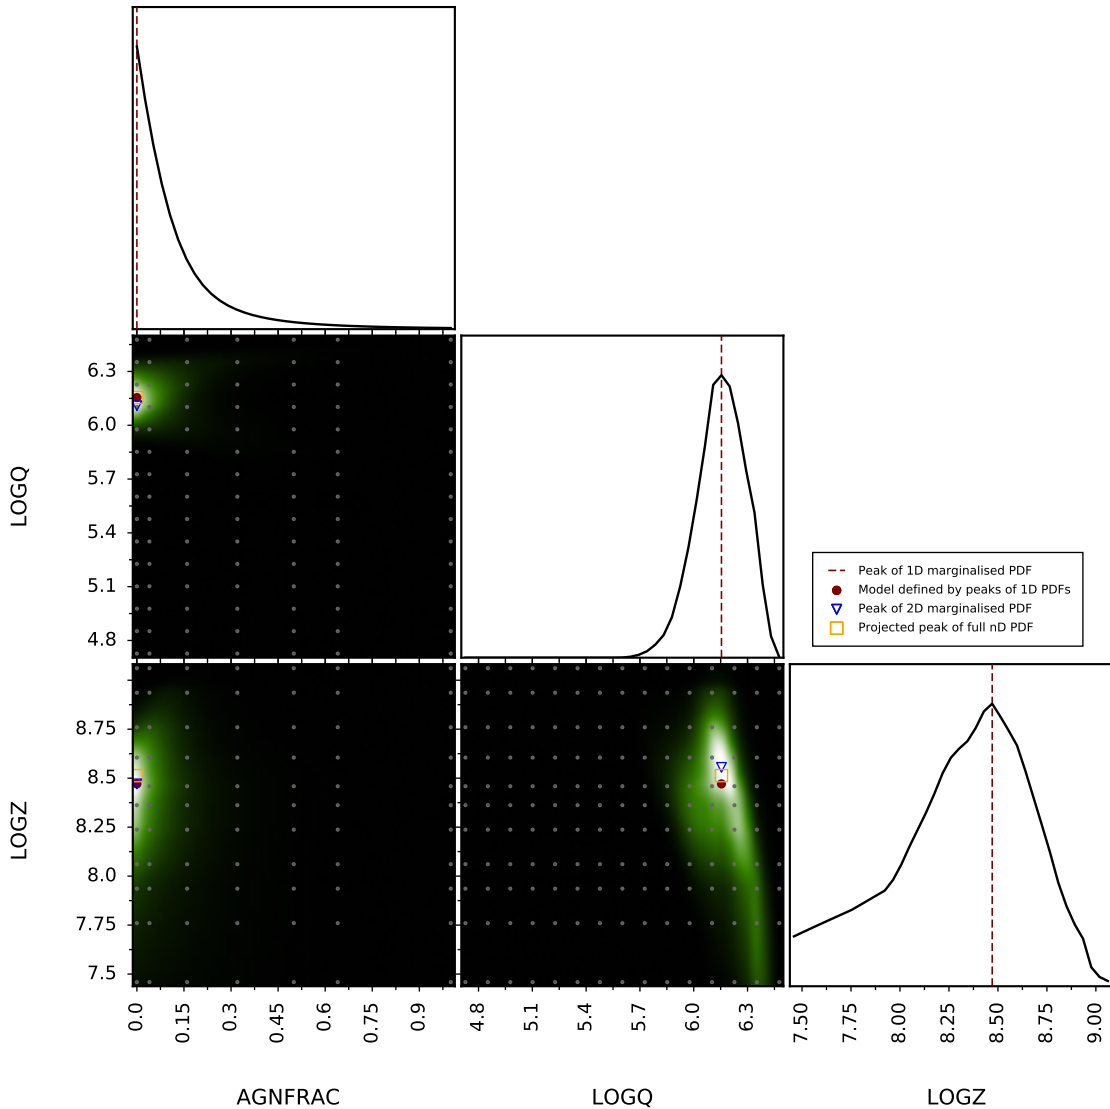 6.3
6.0
5.7
5.4
5.1
4.8
LOGQ
Peak of 1D marginalised PDF
Model defined by peaks of 1D PDFs
Peak of 2D marginalised PDF
Projected peak of full nD PDF
8.75
8.5
8.25
8.0
7.75
7.5
LOGZ
0.0 0.15 0.3 0.45 0.6 0.75 0.9
4.8 5.1 5.4 5.7 6.0 6.3
7.50 7.75 8.00 8.25 8.50 8.75 9.00
AGNFRAC
LOGQ
LOGZ